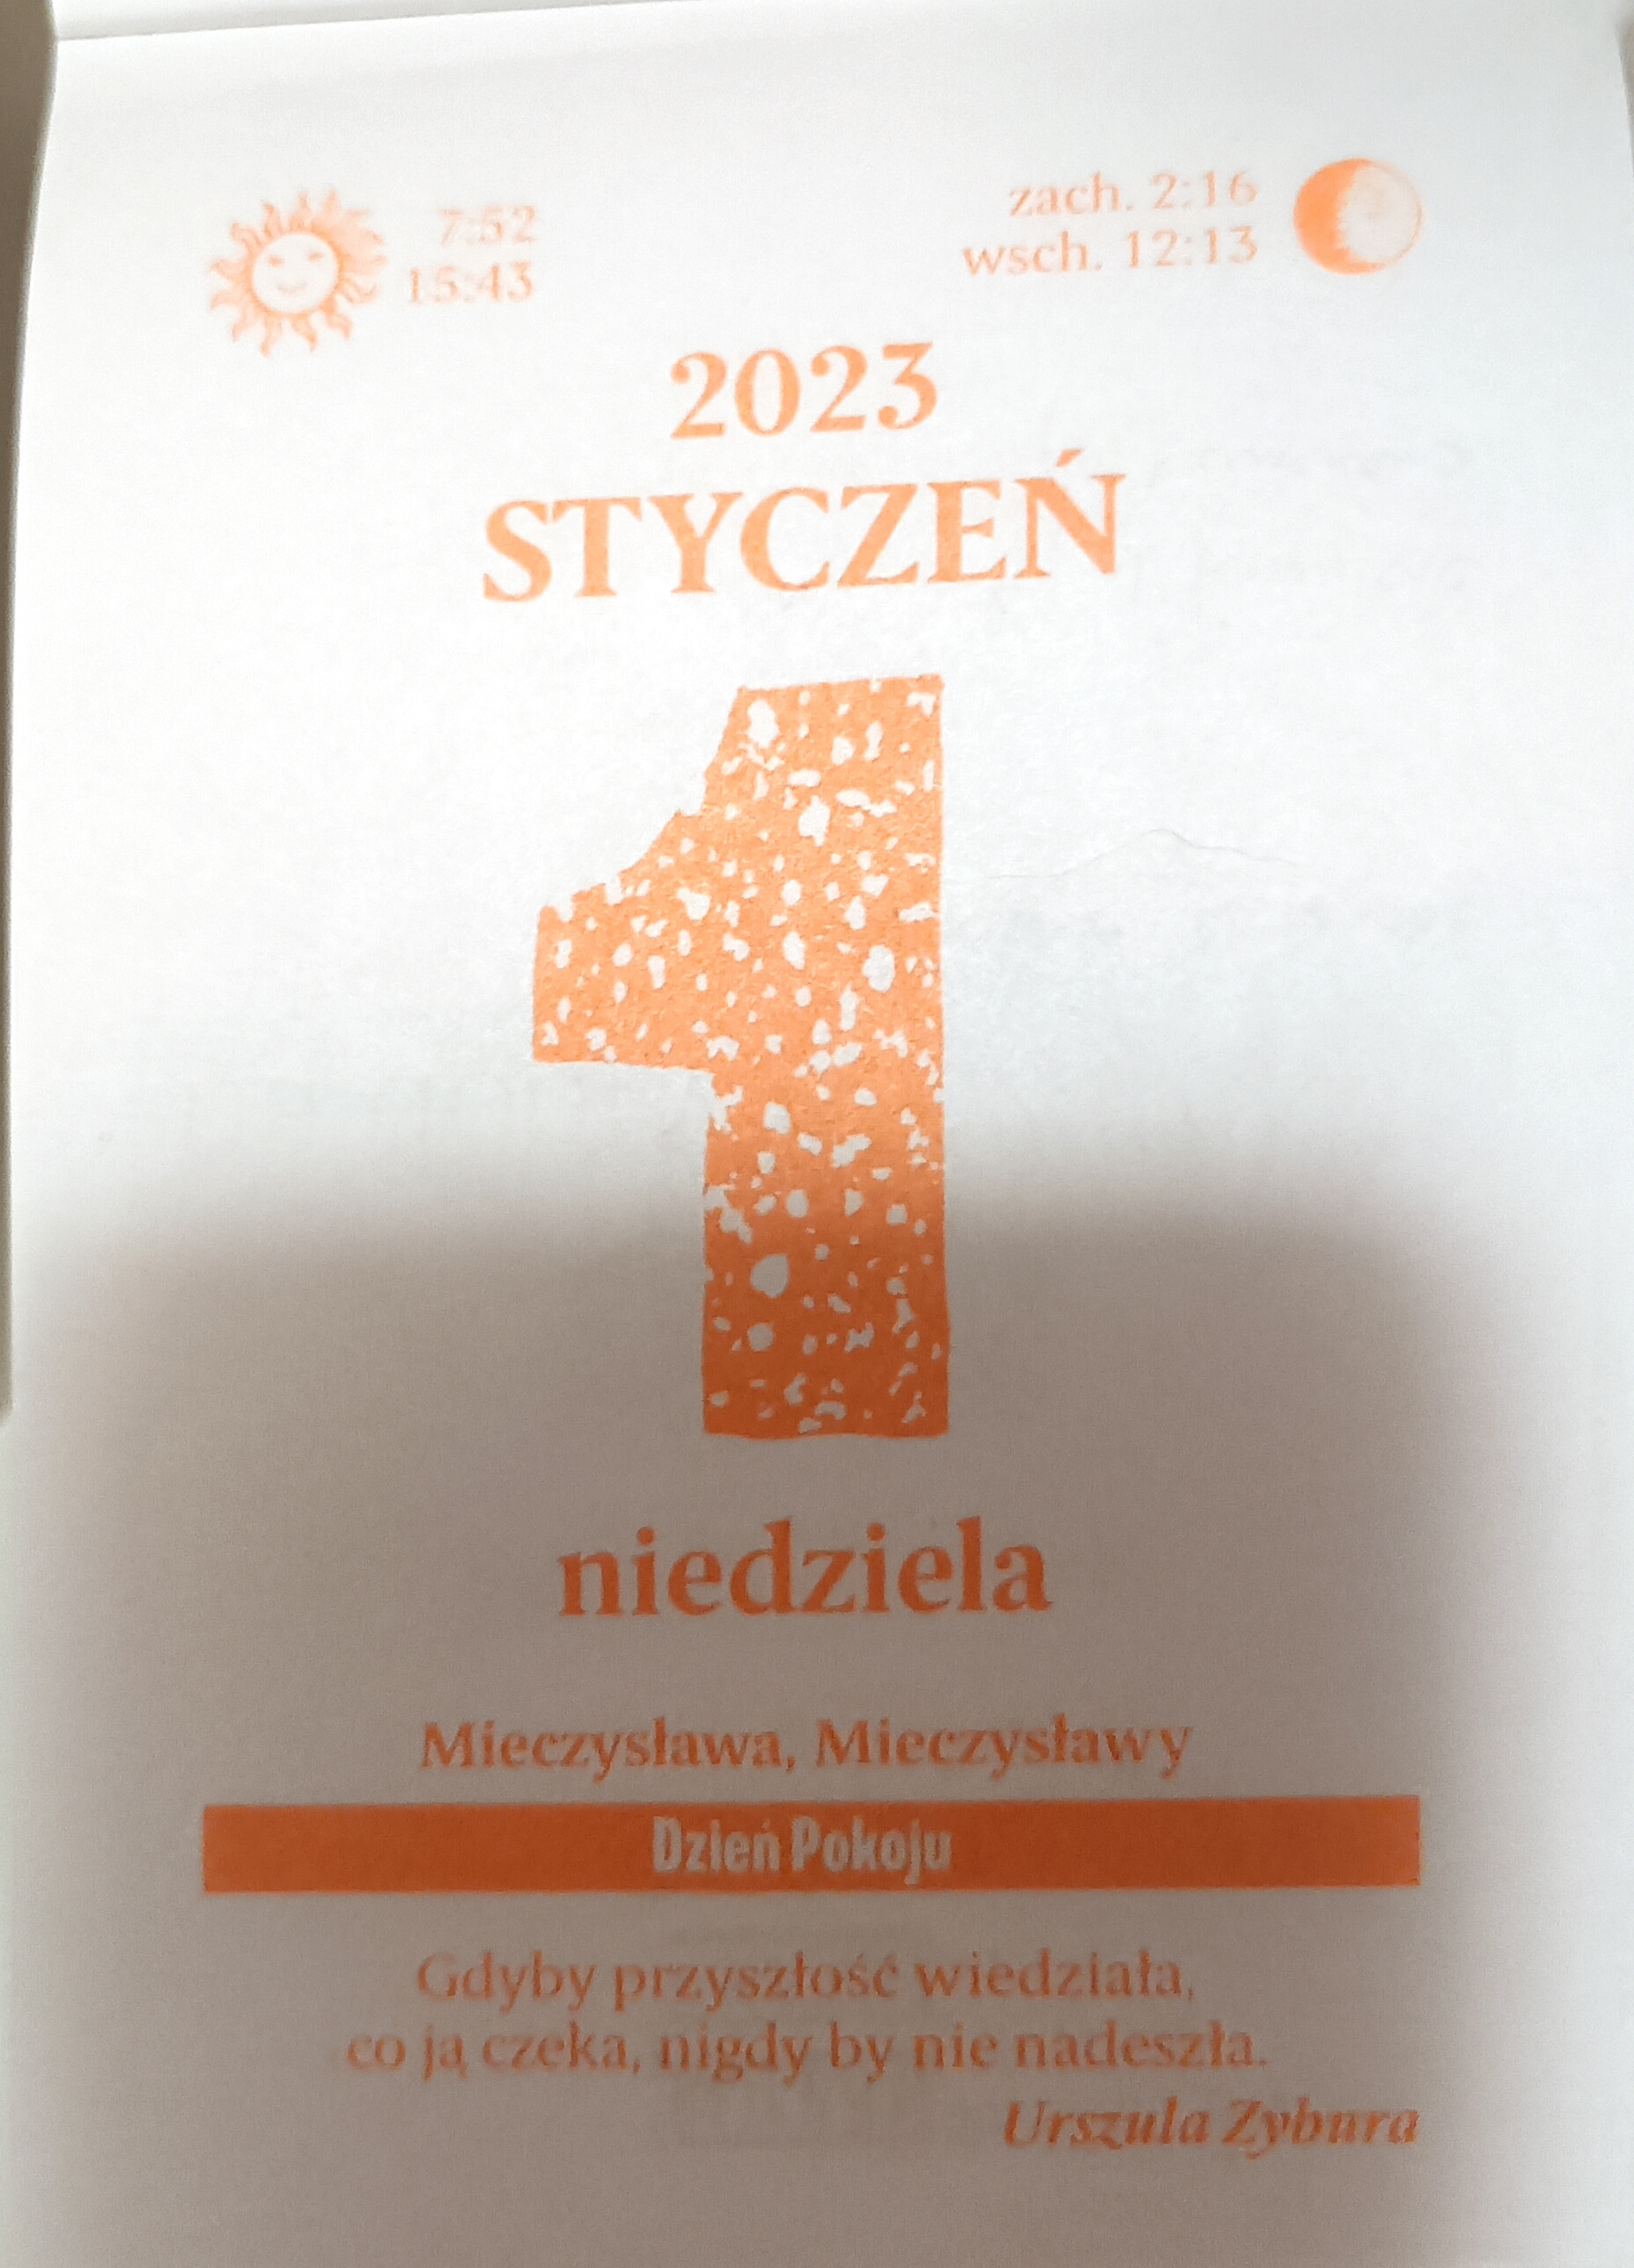 7:52
15:43
zach. 2:16
wsch. 12:13
2023
STYCZEŃ
1
niedziela
Mieczysława, Mieczysławy
Dzień Pokoju
Gdyby przyszłość wiedziała,
co ją czeka, nigdy by nie nadeszła.
Urszula Zybura